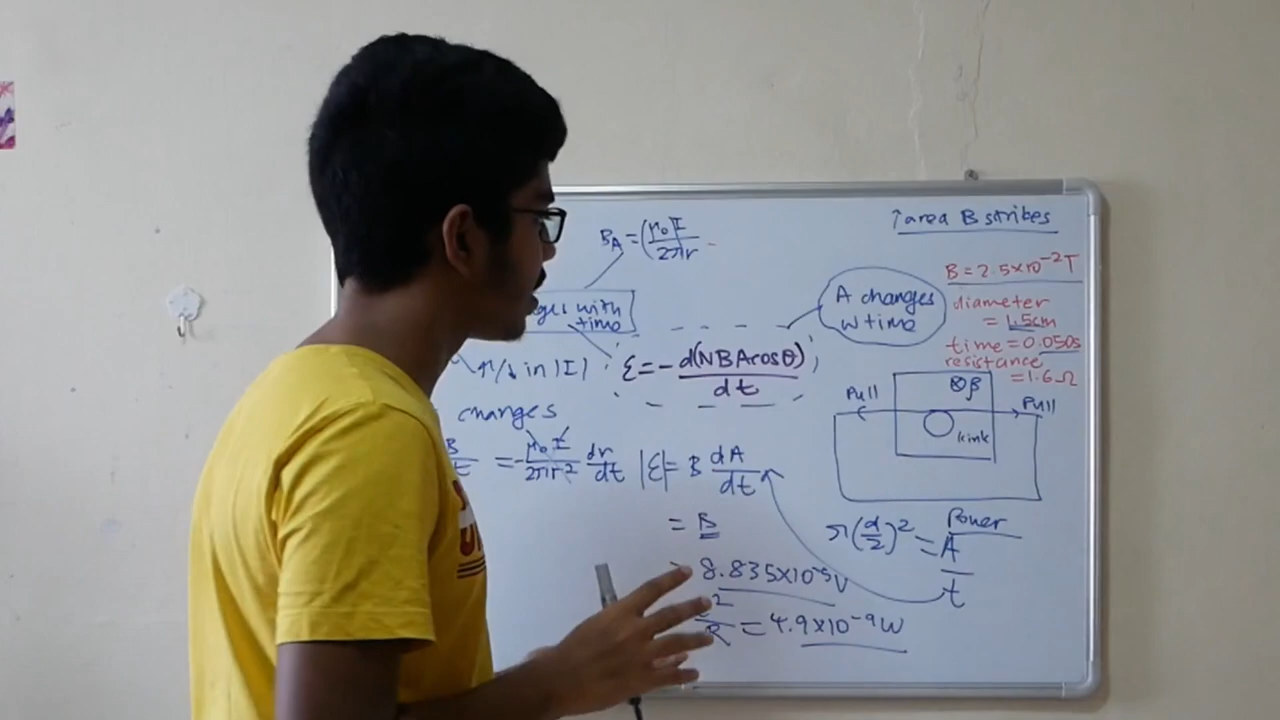 ↑area B strikes
B_A = (μ₀I / 2πr
B = 2.5×10⁻² T
diameter
= 1.5cm
time = 0.050s
resistance
= 1.6Ω
A changes
w time
ges with
time
↑/↓ in |I|
ε = - d(NBAcosθ) / dt
changes
= - μ₀I / 2πr² dr/dt
|ε| = B dA/dt
= B
8.835×10⁻⁵V
= 4.9×10⁻⁹W
Pull
⊗B
Pull
kink
Power
π(d/2)² = A
t